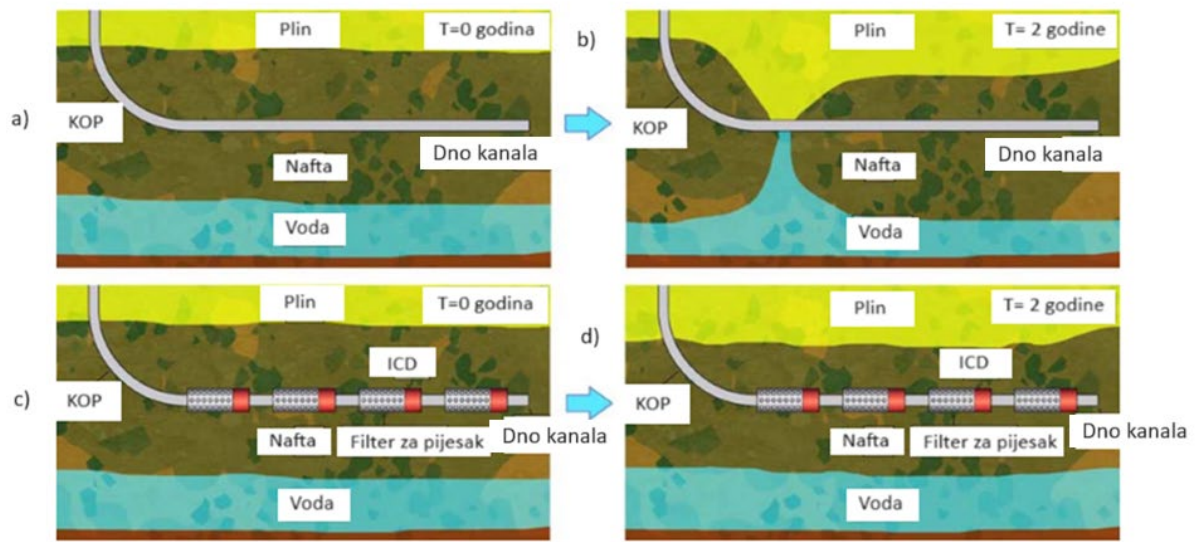 a)
Plin
T=0 godina
KOP
Dno kanala
Nafta
Voda
b)
Plin
T= 2 godine
KOP
Dno kanala
Nafta
Voda
c)
Plin
T=0 godina
ICD
KOP
Dno kanala
Nafta
Filter za pijesak
Voda
d)
Plin
T= 2 godine
ICD
KOP
Dno kanala
Nafta
Filter za pijesak
Voda